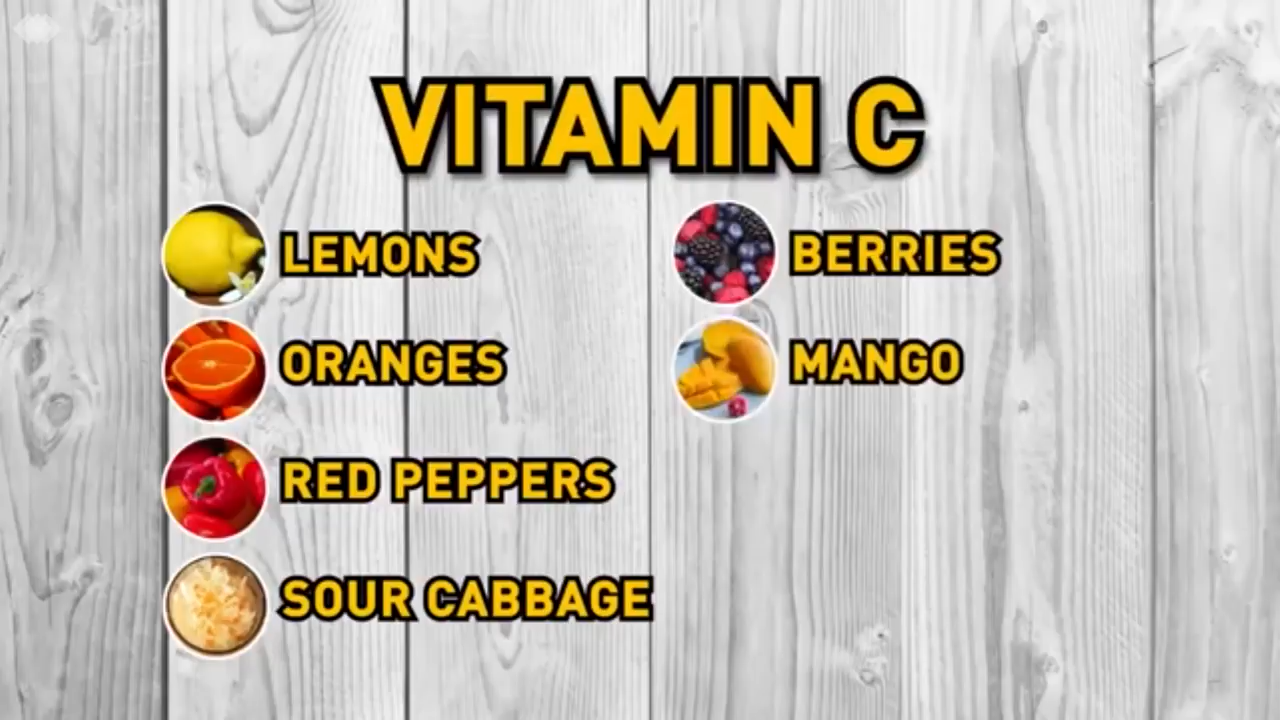 VITAMIN C
LEMONS
ORANGES
RED PEPPERS
SOUR CABBAGE
BERRIES
MANGO